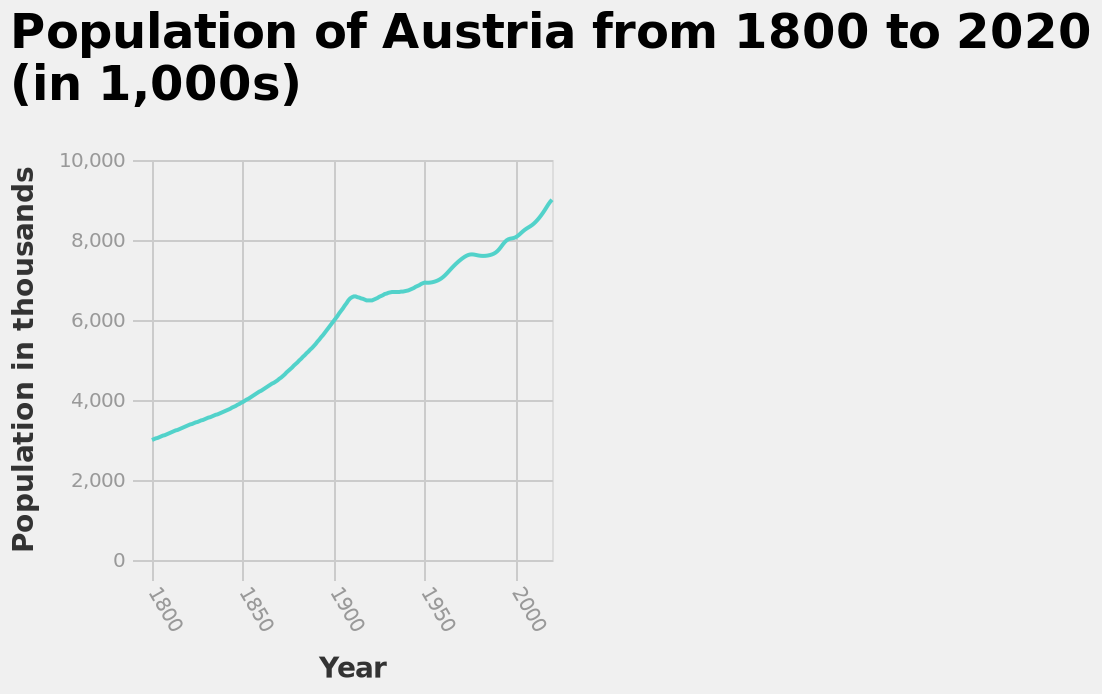 Population of Austria from 1800 to 2020
(in 1,000s)
Population in thousands
10,000
8,000
6,000
4,000
2,000
0
1800
1850
1900
1950
2000
Year